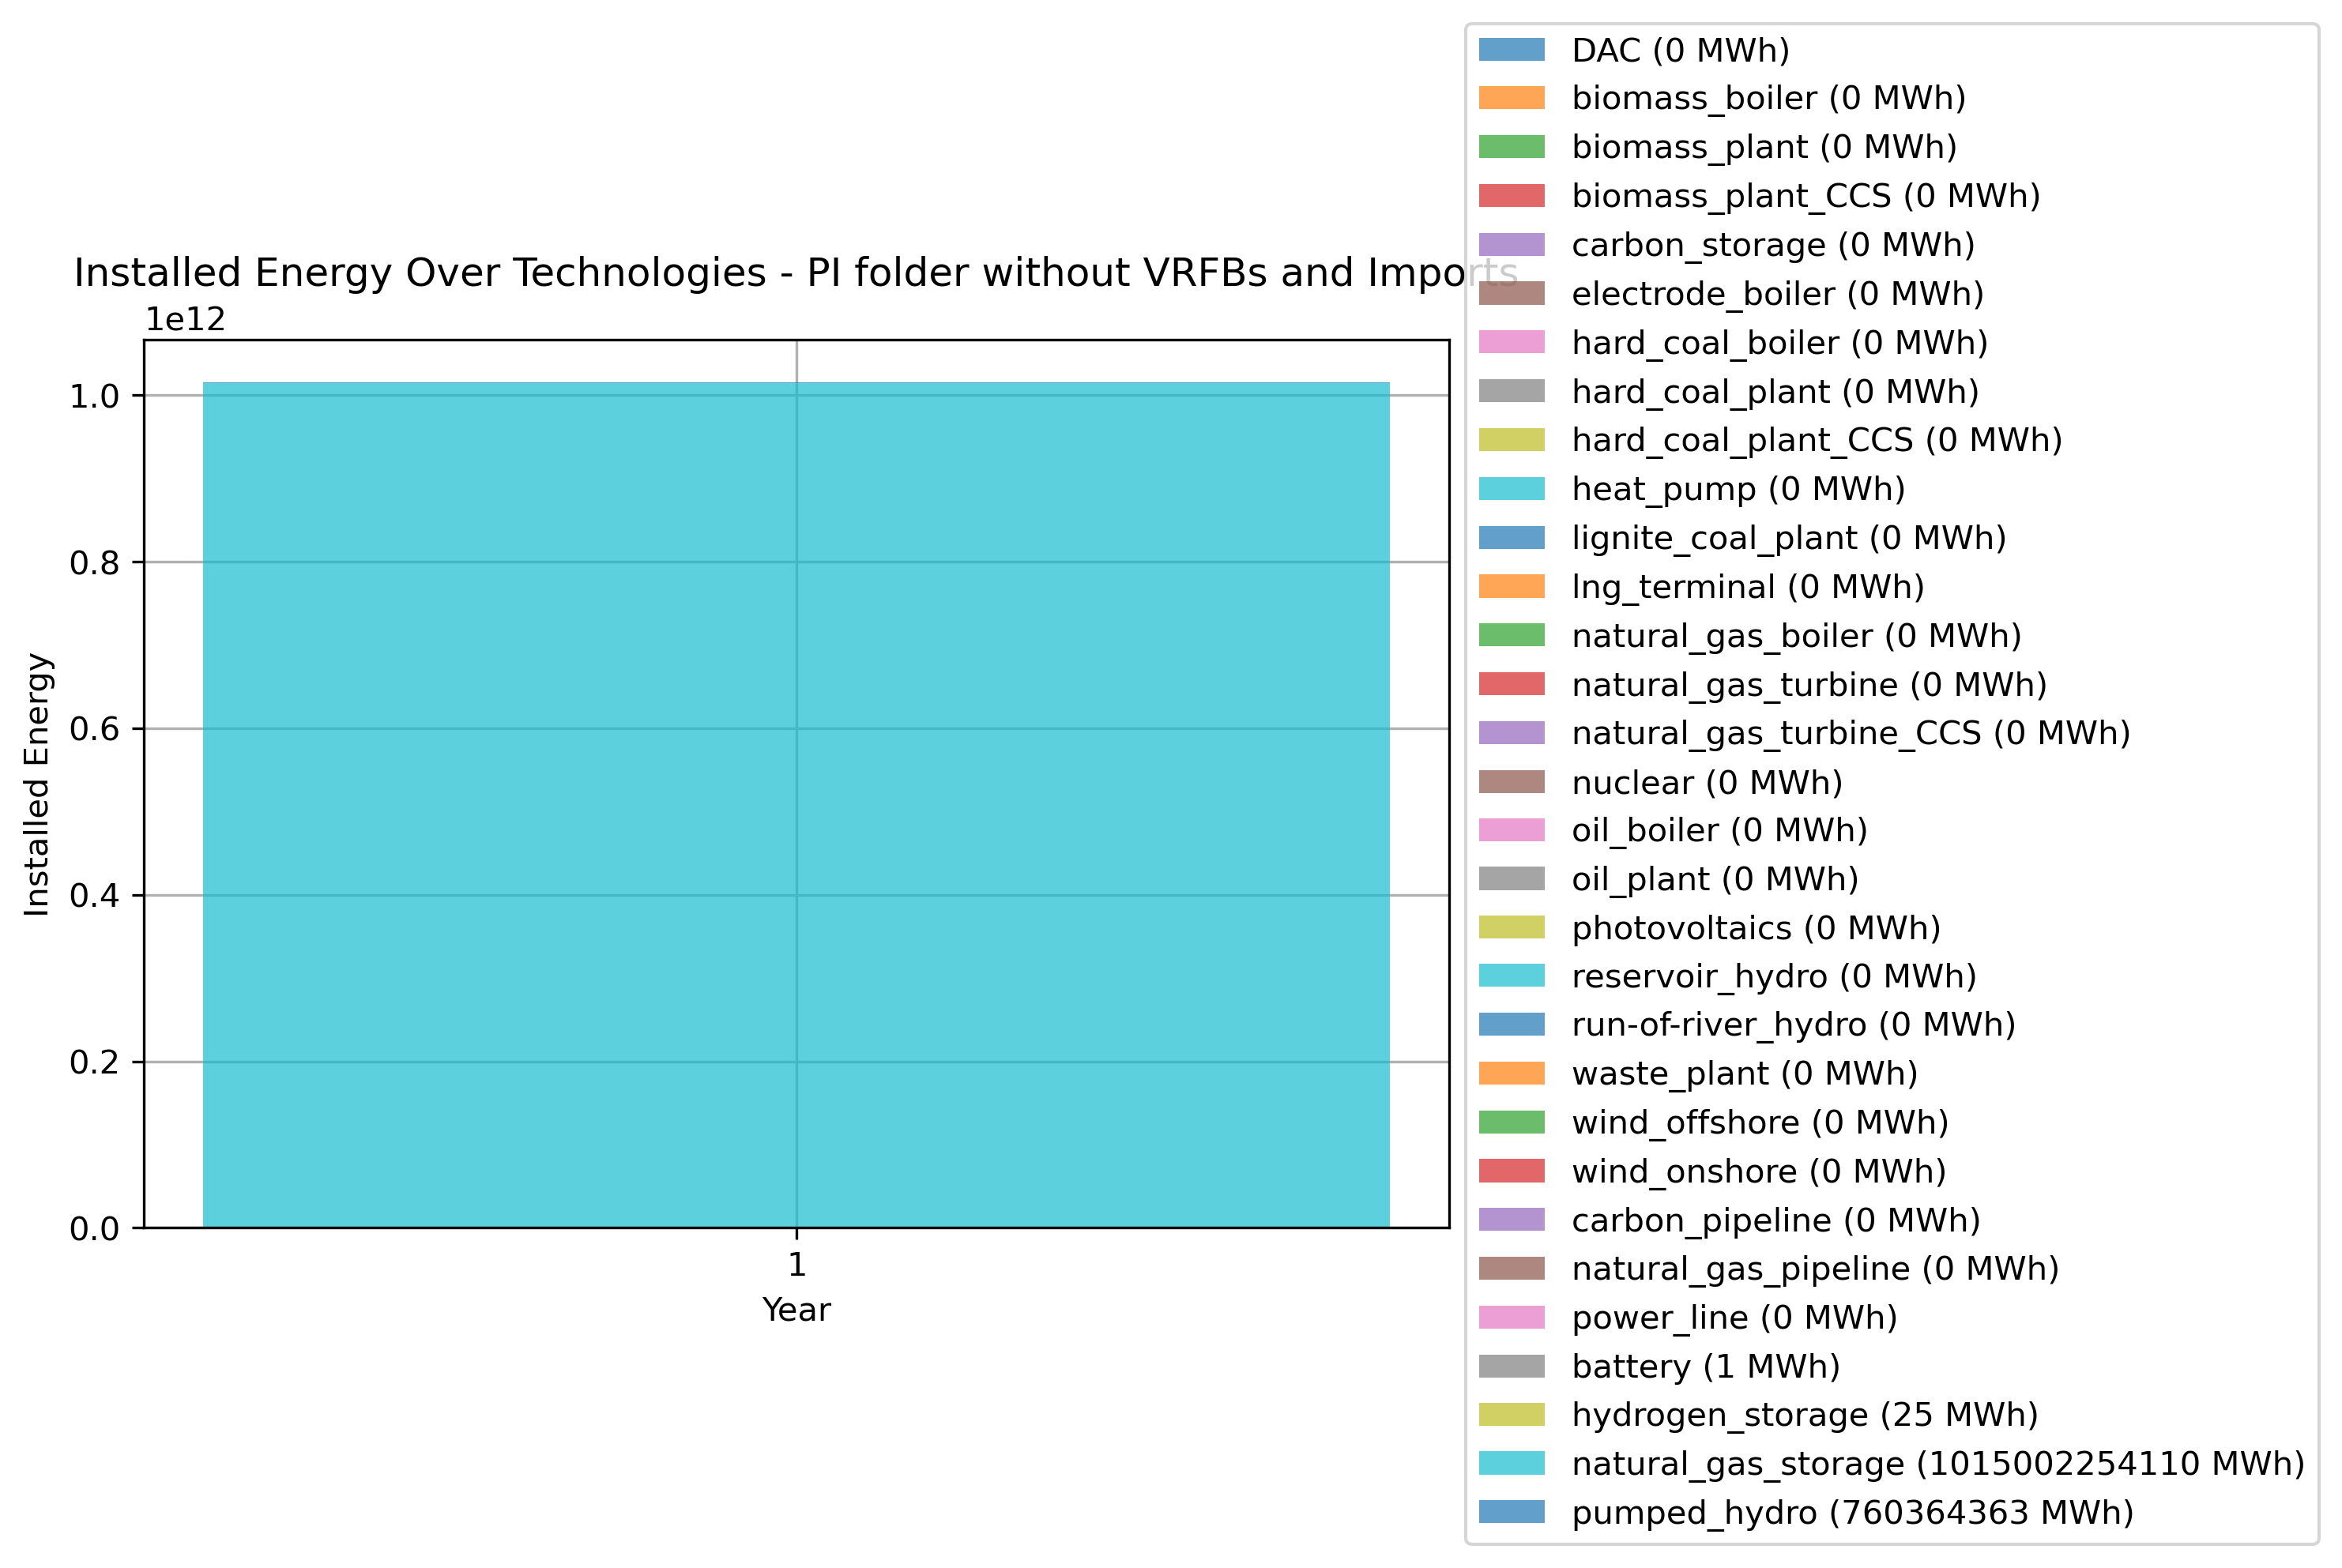 Installed Energy Over Technologies - PI folder without VRFBs and Imports
1e12
1.0
0.8
0.6
0.4
0.2
0.0
Installed Energy
1
Year
DAC (0 MWh)
biomass_boiler (0 MWh)
biomass_plant (0 MWh)
biomass_plant_CCS (0 MWh)
carbon_storage (0 MWh)
electrode_boiler (0 MWh)
hard_coal_boiler (0 MWh)
hard_coal_plant (0 MWh)
hard_coal_plant_CCS (0 MWh)
heat_pump (0 MWh)
lignite_coal_plant (0 MWh)
lng_terminal (0 MWh)
natural_gas_boiler (0 MWh)
natural_gas_turbine (0 MWh)
natural_gas_turbine_CCS (0 MWh)
nuclear (0 MWh)
oil_boiler (0 MWh)
oil_plant (0 MWh)
photovoltaics (0 MWh)
reservoir_hydro (0 MWh)
run-of-river_hydro (0 MWh)
waste_plant (0 MWh)
wind_offshore (0 MWh)
wind_onshore (0 MWh)
carbon_pipeline (0 MWh)
natural_gas_pipeline (0 MWh)
power_line (0 MWh)
battery (1 MWh)
hydrogen_storage (25 MWh)
natural_gas_storage (1015002254110 MWh)
pumped_hydro (760364363 MWh)